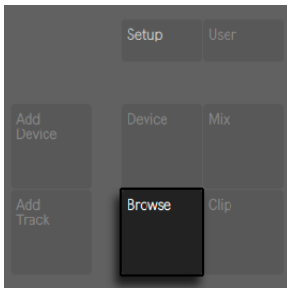 Setup
User
Add
Device
Device
Mix
Add
Track
Browse
Clip